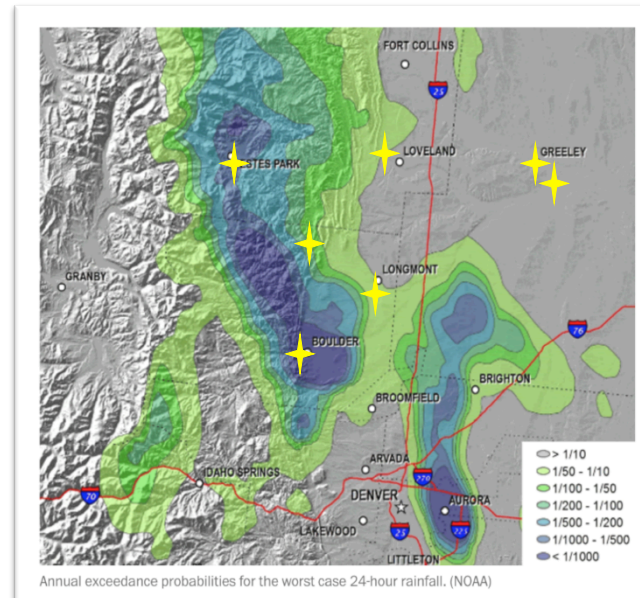 FORT COLLINS
25
LOVELAND
GREELEY
STES PARK
GRANBY
LONGMONT
76
BOULDER
BRIGHTON
BROOMFIELD
IDAHO SPRINGS
ARVADA
70
270
DENVER
AURORA
LAKEWOOD
25
225
LITTLETON
> 1/10
1/50 - 1/10
1/100 - 1/50
1/200 - 1/100
1/500 - 1/200
1/1000 - 1/500
< 1/1000
Annual exceedance probabilities for the worst case 24-hour rainfall. (NOAA)